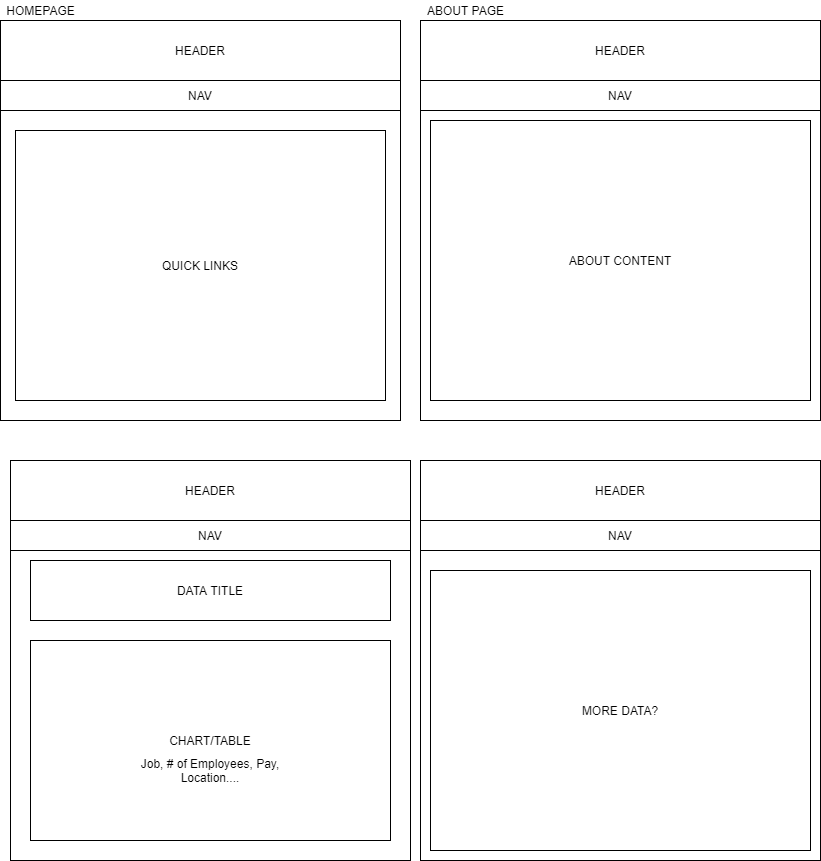 HOMEPAGE
HEADER
NAV
QUICK LINKS
ABOUT PAGE
HEADER
NAV
ABOUT CONTENT
HEADER
NAV
DATA TITLE
CHART/TABLE
Job, # of Employees, Pay,
Location....
HEADER
NAV
MORE DATA?